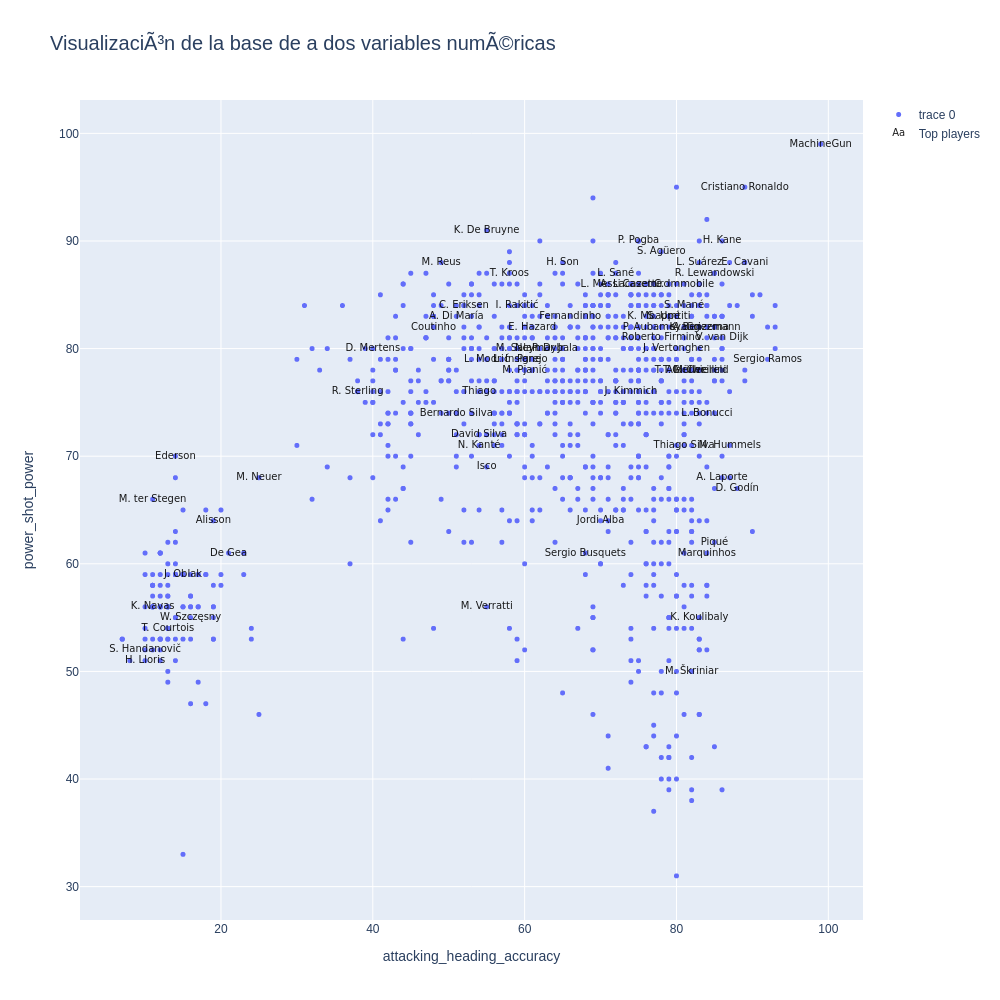 VisualizaciÃ³n de la base de a dos variables numÃ©ricas
trace 0
Aa Top players
100
90
80
70
60
50
40
30
power_shot_power
MachineGun
Cristiano Ronaldo
K. De Bruyne
P. Pogba
H. Kane
S. Agüero
M. Reus
H. Son
L. Suárez
E. Cavani
T. Kroos
L. Sané
R. Lewandowski
C. Eriksen
I. Rakitić
S. Mané
A. Di María
Fernandinho
Coutinho
E. Hazard
D. Mertens
Roberto Firmino
V. van Dijk
J. Vertonghen
Sergio Ramos
M. Pjanić
R. Sterling
Thiago
J. Kimmich
Bernardo Silva
L. Bonucci
David Silva
N. Kanté
Thiago Silva
M. Hummels
Ederson
Isco
M. Neuer
A. Laporte
D. Godín
M. ter Stegen
Alisson
Jordi Alba
De Gea
Sergio Busquets
Piqué
Marquinhos
J. Oblak
K. Navas
M. Verratti
W. Szczęsny
K. Koulibaly
T. Courtois
S. Handanovič
H. Lloris
M. Škriniar
20
40
60
80
100
attacking_heading_accuracy